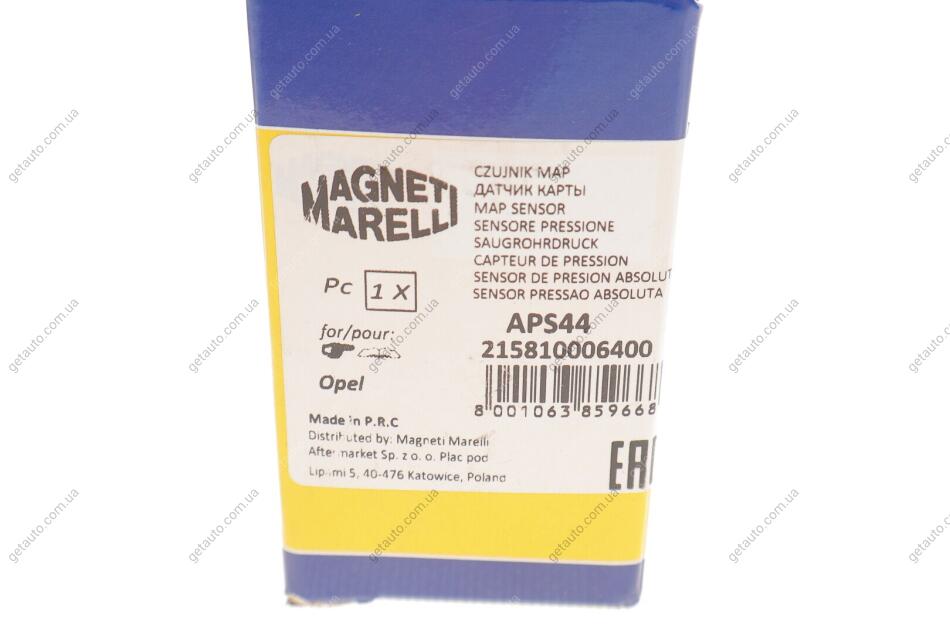 MAGNETI
MARELLI
CZUJNIK MAP
ДАТЧИК КАРТЫ
MAP SENSOR
SENSORE PRESSIONE
SAUGROHRDRUCK
CAPTEUR DE PRESSION
SENSOR DE PRESION ABSOLUT
SENSOR PRESSAO ABSOLUTA
Pc 1 X
for/pour:
Opel
APS44
215810006400
8 001063 859668
Made in P.R.C
Distributed by: Magneti Marelli
Aftermarket Sp. z o. o. Plac pod
Lipami 5, 40-476 Katowice, Poland
EAC
getauto.com.ua